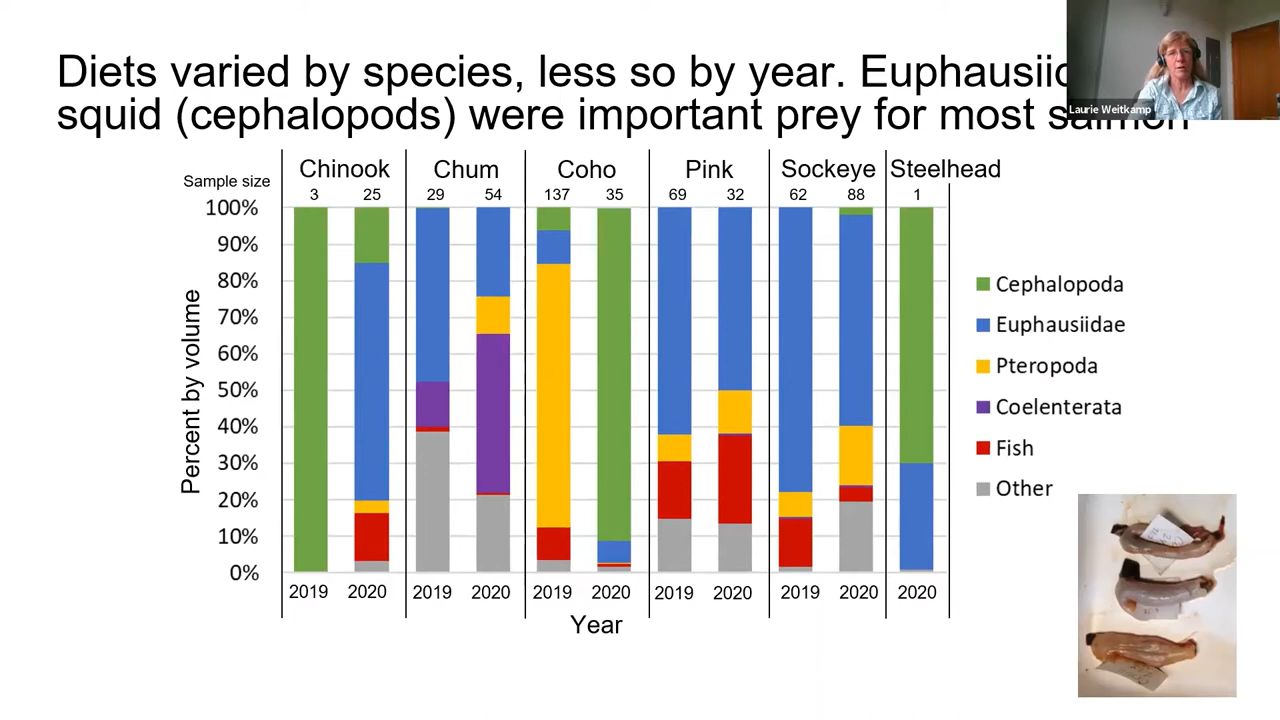 Diets varied by species, less so by year. Euphausiid
squid (cephalopods) were important prey for most salmon
Laurie Weitkamp
Chinook Chum Coho Pink Sockeye Steelhead
Sample size 3 25 29 54 137 35 69 32 62 88 1
100%
90%
80%
70%
60%
50%
40%
30%
20%
10%
0%
Percent by volume
2019 2020 2019 2020 2019 2020 2019 2020 2019 2020 2020
Year
Cephalopoda
Euphausiidae
Pteropoda
Coelenterata
Fish
Other